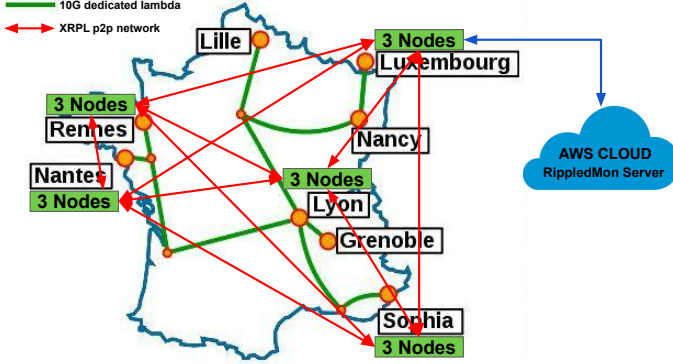 10G dedicated lambda
XRPL p2p network
Lille
3 Nodes
Luxembourg
3 Nodes
Rennes
Nancy
AWS CLOUD
RippledMon Server
Nantes
3 Nodes
3 Nodes
Lyon
Grenoble
Sophia
3 Nodes